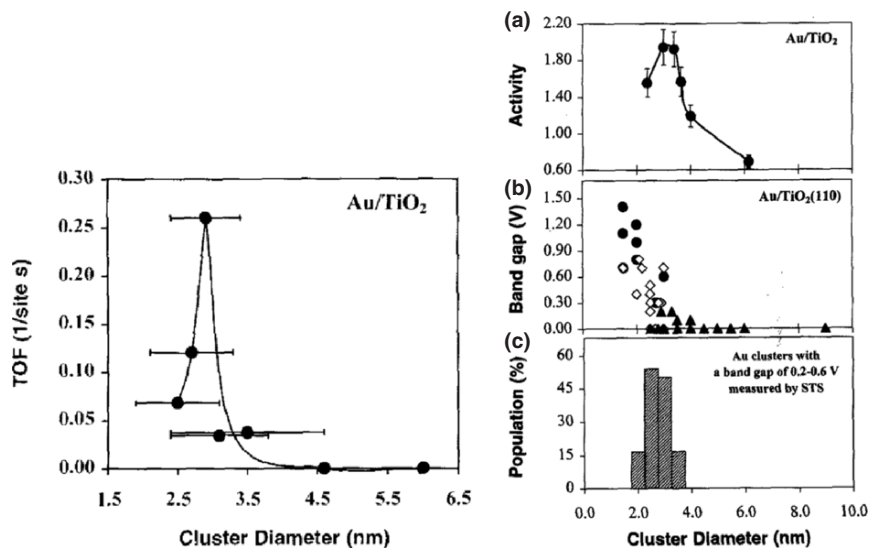 0.30
0.25
0.20
0.15
0.10
0.05
0.00
TOF (1/site s)
Au/TiO₂
1.5 2.5 3.5 4.5 5.5 6.5
Cluster Diameter (nm)
(a)
2.20
1.80
1.40
1.00
0.60
Activity
Au/TiO₂
(b)
1.50
1.20
0.90
0.60
0.30
0.00
Band gap (V)
Au/TiO₂(110)
(c)
60
45
30
15
0
Population (%)
Au clusters with
a band gap of 0.2-0.6 V
measured by STS
0.0 2.0 4.0 6.0 8.0 10.0
Cluster Diameter (nm)